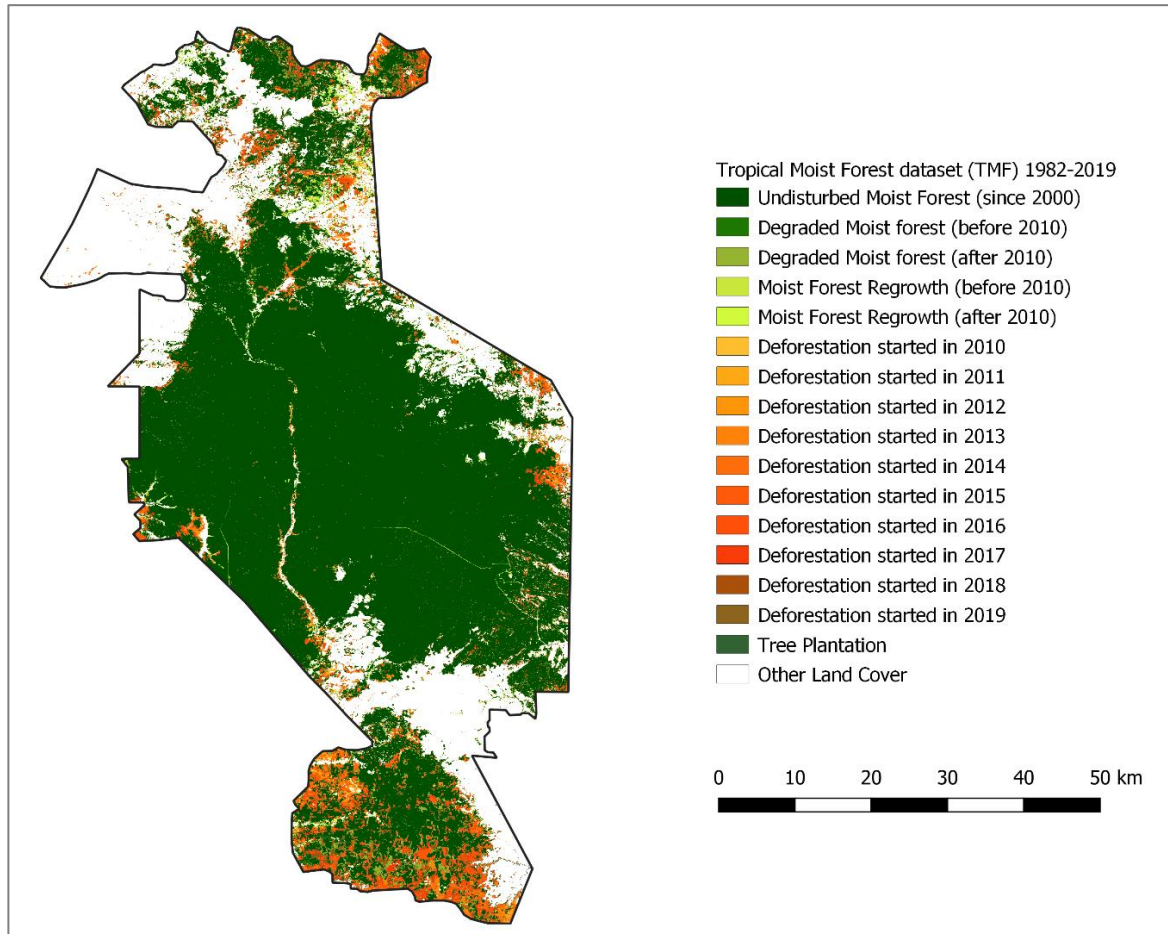 Tropical Moist Forest dataset (TMF) 1982-2019
Undisturbed Moist Forest (since 2000)
Degraded Moist forest (before 2010)
Degraded Moist forest (after 2010)
Moist Forest Regrowth (before 2010)
Moist Forest Regrowth (after 2010)
Deforestation started in 2010
Deforestation started in 2011
Deforestation started in 2012
Deforestation started in 2013
Deforestation started in 2014
Deforestation started in 2015
Deforestation started in 2016
Deforestation started in 2017
Deforestation started in 2018
Deforestation started in 2019
Tree Plantation
Other Land Cover
0 10 20 30 40 50 km